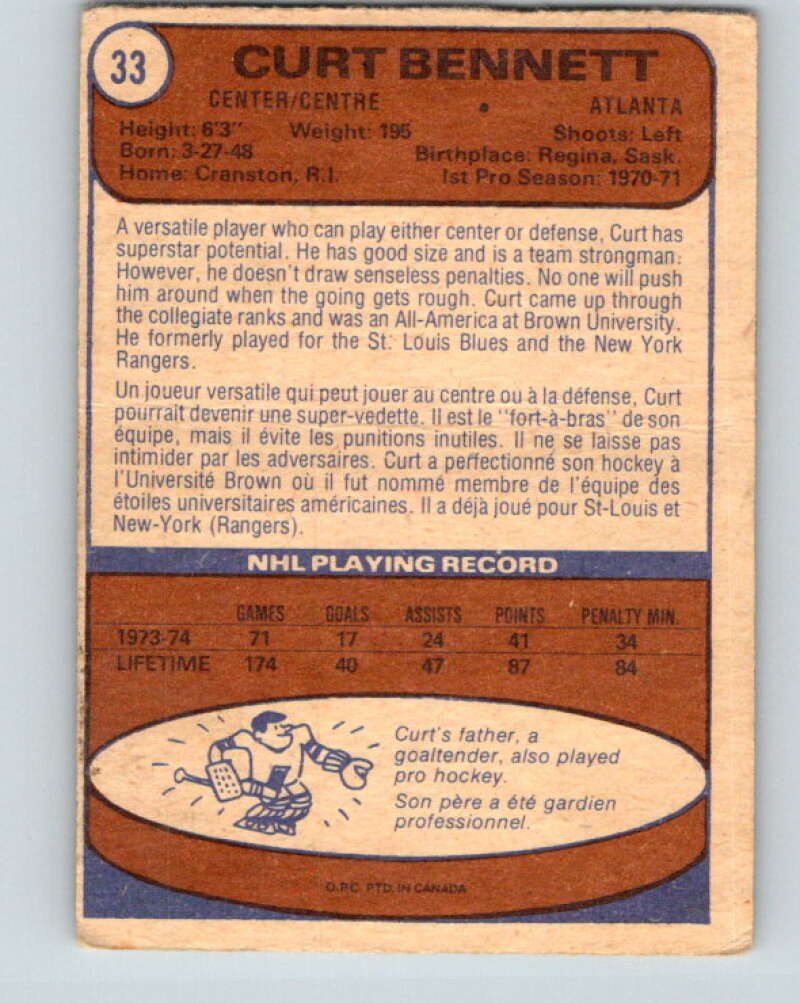 33
CURT BENNETT
CENTER/CENTRE ATLANTA
Height: 6'3" Weight: 195 Shoots: Left
Born: 3-27-48 Birthplace: Regina, Sask.
Home: Cranston, R.I. 1st Pro Season: 1970-71
A versatile player who can play either center or defense, Curt has
superstar potential. He has good size and is a team strongman.
However, he doesn't draw senseless penalties. No one will push
him around when the going gets rough. Curt came up through
the collegiate ranks and was an All-America at Brown University.
He formerly played for the St. Louis Blues and the New York
Rangers.
Un joueur versatile qui peut jouer au centre ou à la défense, Curt
pourrait devenir une super-vedette. Il est le "fort-à-bras" de son
équipe, mais il évite les punitions inutiles. Il ne se laisse pas
intimider par les adversaires. Curt a perfectionné son hockey à
l'Université Brown où il fut nommé membre de l'équipe des
étoiles universitaires américaines. Il a déjà joué pour St-Louis et
New-York (Rangers).
NHL PLAYING RECORD
GAMES GOALS ASSISTS POINTS PENALTY MIN.
1973-74 71 17 24 41 34
LIFETIME 174 40 47 87 84
Curt's father, a
goaltender, also played
pro hockey.
Son père a été gardien
professionnel.
O.P.C. PTD. IN CANADA